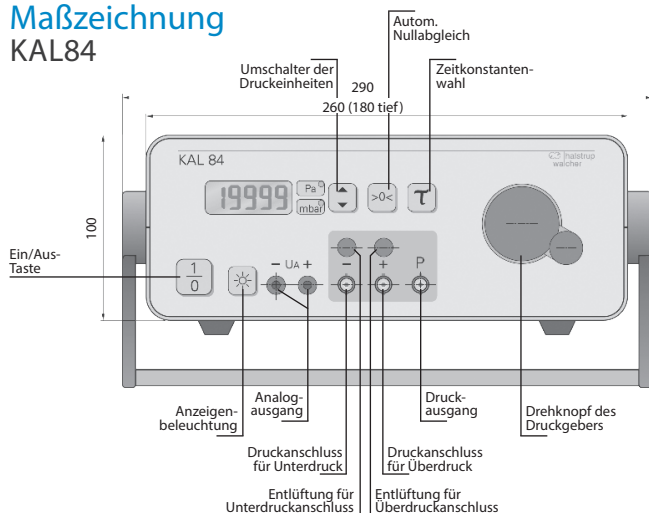 Maßzeichnung
KAL84
Autom.
Nullabgleich
Umschalter der
Druckeinheiten
Zeitkonstanten-
wahl
290
260 (180 tief)
KAL 84
halstrup
walcher
19999
Pa
mbar
>0<
τ
100
Ein/Aus-
Taste
1
0
- UA +
- + P
Anzeigen-
beleuchtung
Analog-
ausgang
Druck-
ausgang
Drehknopf des
Druckgebers
Druckanschluss
für Unterdruck
Druckanschluss
für Überdruck
Entlüftung für
Unterdruckanschluss
Entlüftung für
Überdruckanschluss